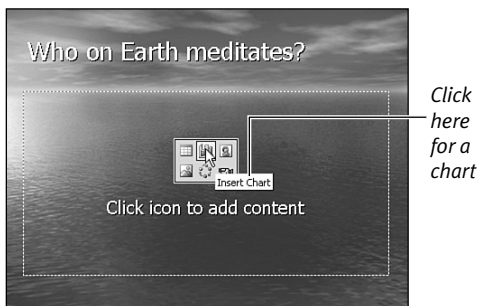 Who on Earth meditates?
Insert Chart
Click icon to add content
Click
here
for a
chart